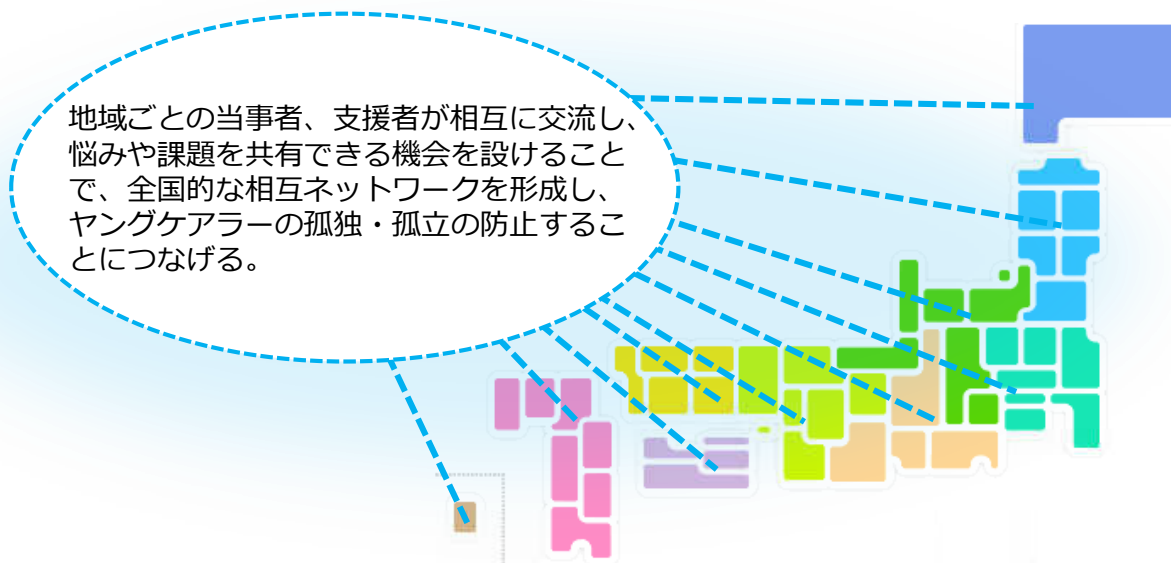 地域ごとの当事者、支援者が相互に交流し、
悩みや課題を共有できる機会を設けること
で、全国的な相互ネットワークを形成し、
ヤングケアラーの孤独・孤立の防止するこ
とにつなげる。